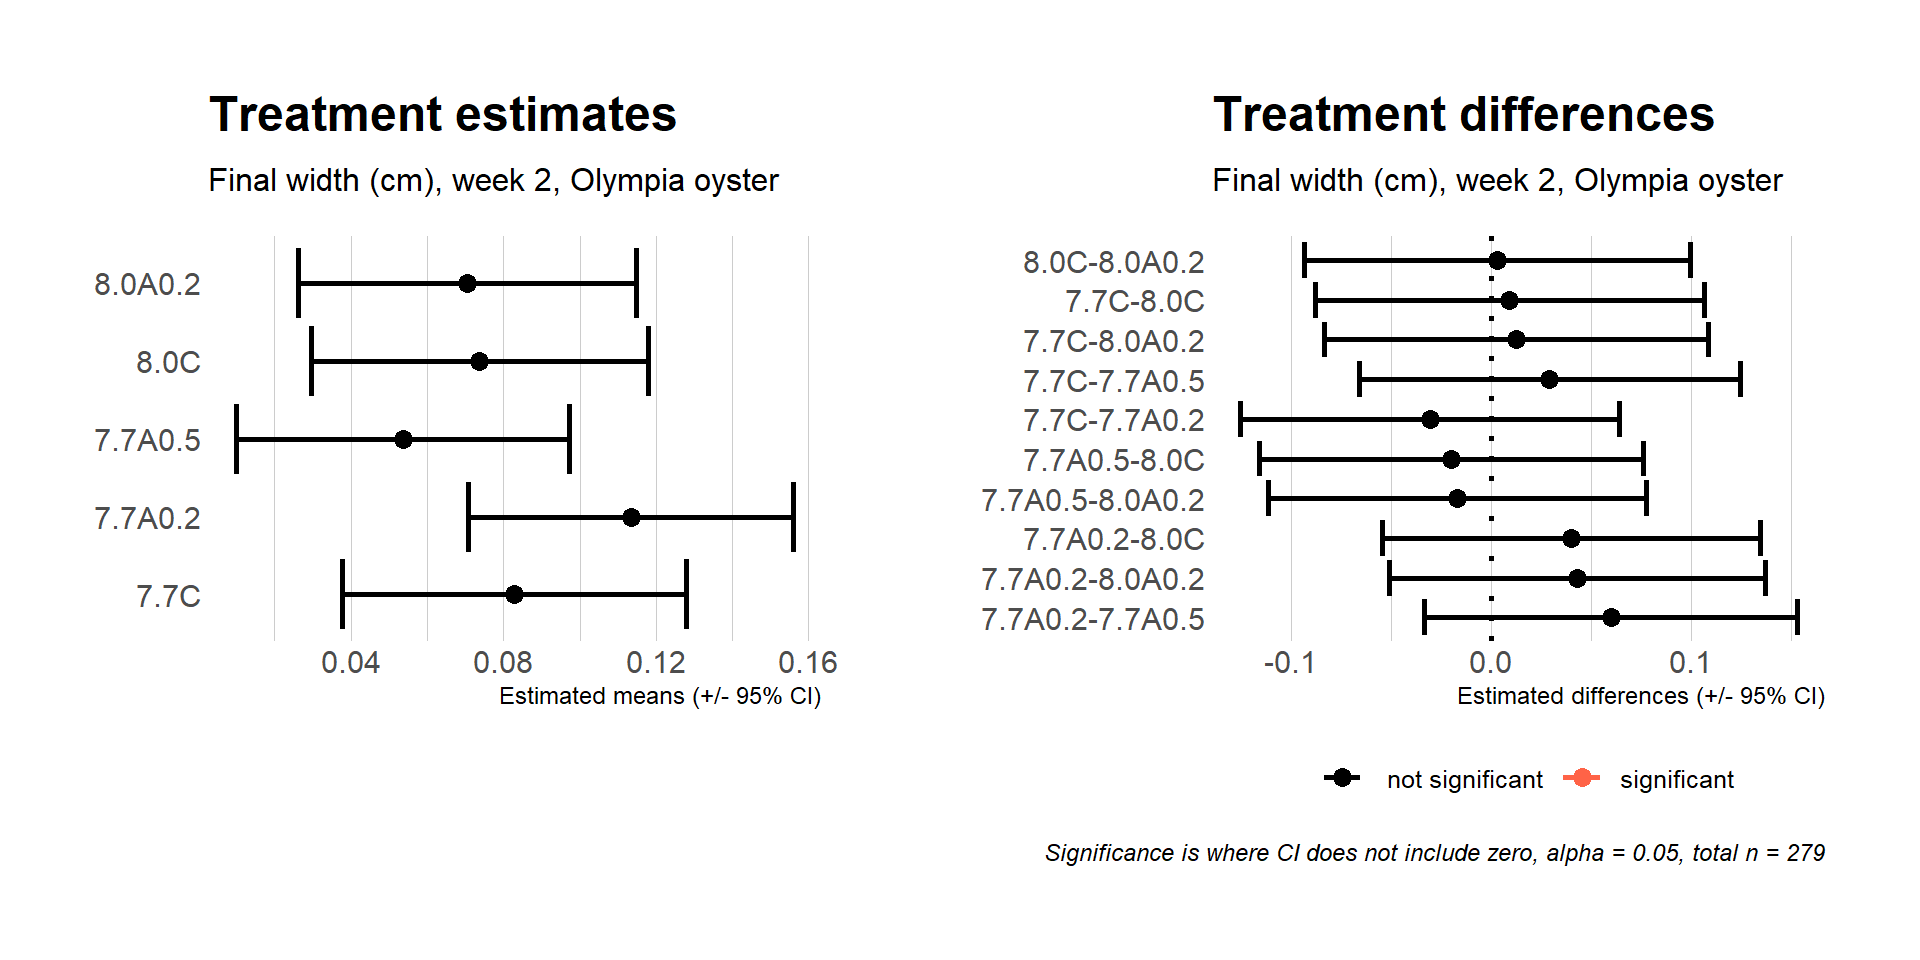 Treatment estimates
Final width (cm), week 2, Olympia oyster
8.0A0.2
8.0C
7.7A0.5
7.7A0.2
7.7C
0.04 0.08 0.12 0.16
Estimated means (+/- 95% CI)
Treatment differences
Final width (cm), week 2, Olympia oyster
8.0C-8.0A0.2
7.7C-8.0C
7.7C-8.0A0.2
7.7C-7.7A0.5
7.7C-7.7A0.2
7.7A0.5-8.0C
7.7A0.5-8.0A0.2
7.7A0.2-8.0C
7.7A0.2-8.0A0.2
7.7A0.2-7.7A0.5
-0.1 0.0 0.1
Estimated differences (+/- 95% CI)
not significant significant
Significance is where CI does not include zero, alpha = 0.05, total n = 279